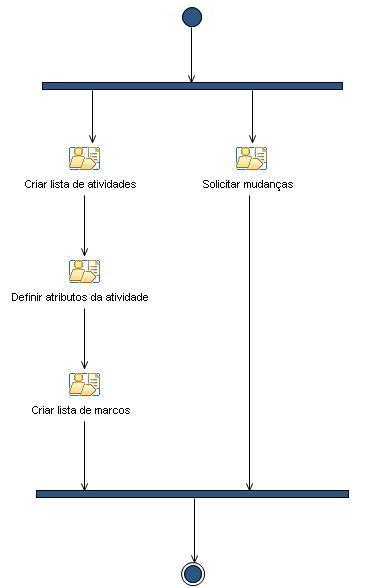 Criar lista de atividades
Solicitar mudanças
Definir atributos da atividade
Criar lista de marcos